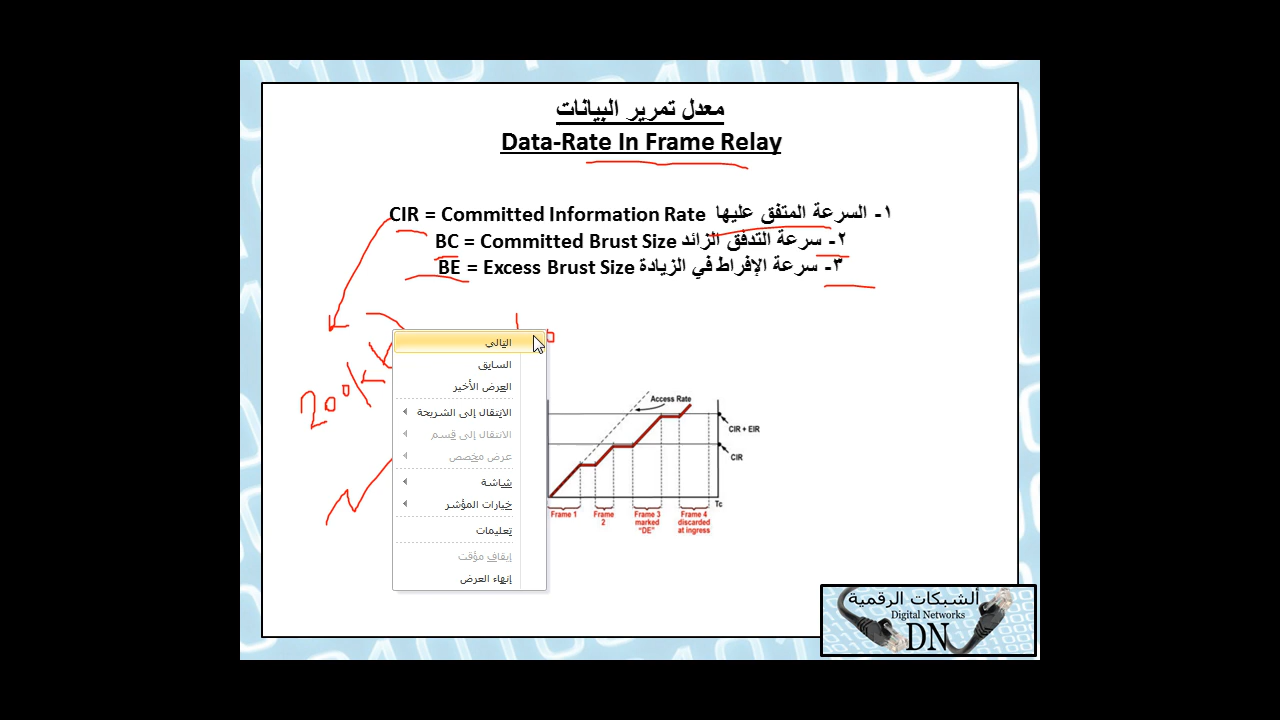 معدل تمرير البيانات
Data-Rate In Frame Relay
١- السرعة المتفق عليها CIR = Committed Information Rate
٢- سرعة التدفق الزائد BC = Committed Brust Size
٣- سرعة الإفراط في الزيادة BE = Excess Brust Size
200
التالي
السابق
العرض الأخير
الانتقال إلى الشريحة
الانتقال إلى قسم
عرض مخصص
شاشة
خيارات المؤشر
تعليمات
إيقاف مؤقت
إنهاء العرض
Access Rate
CIR + EIR
CIR
Tc
Frame 1
Frame 2
Frame 3 marked "DE"
Frame 4 discarded at ingress
ألشبكات الرقمية
Digital Networks
DN